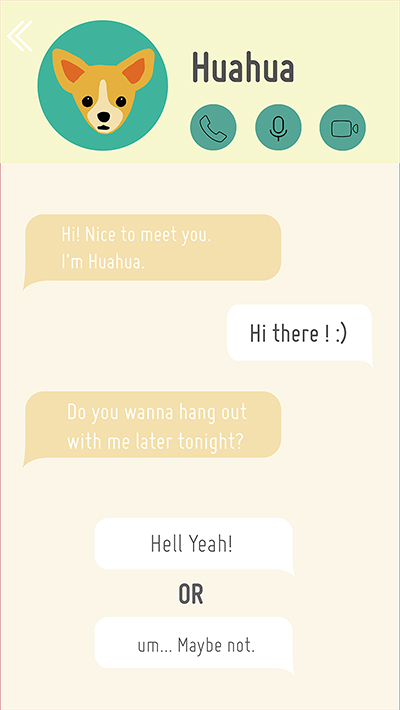 Huahua
Hi! Nice to meet you.
I'm Huahua.
Hi there ! :)
Do you wanna hang out
with me later tonight?
Hell Yeah!
OR
um... Maybe not.